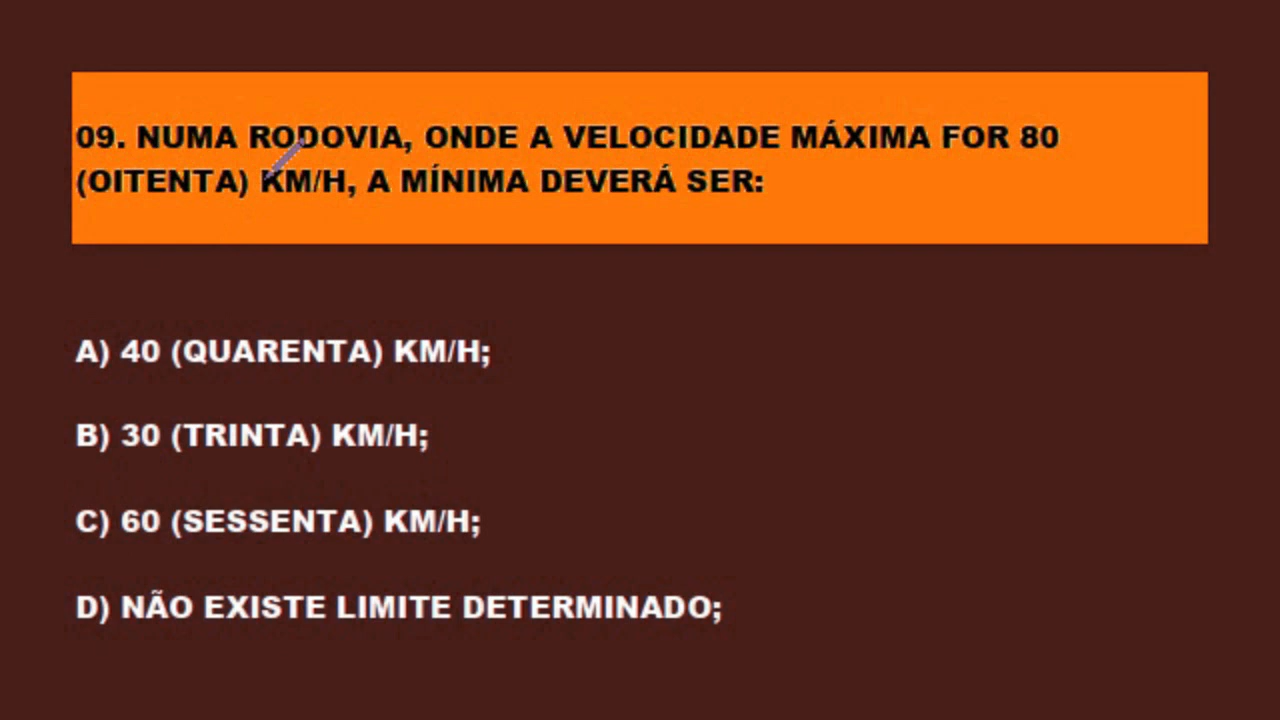 09. NUMA RODOVIA, ONDE A VELOCIDADE MÁXIMA FOR 80
(OITENTA) KM/H, A MÍNIMA DEVERÁ SER:
A) 40 (QUARENTA) KM/H;
B) 30 (TRINTA) KM/H;
C) 60 (SESSENTA) KM/H;
D) NÃO EXISTE LIMITE DETERMINADO;